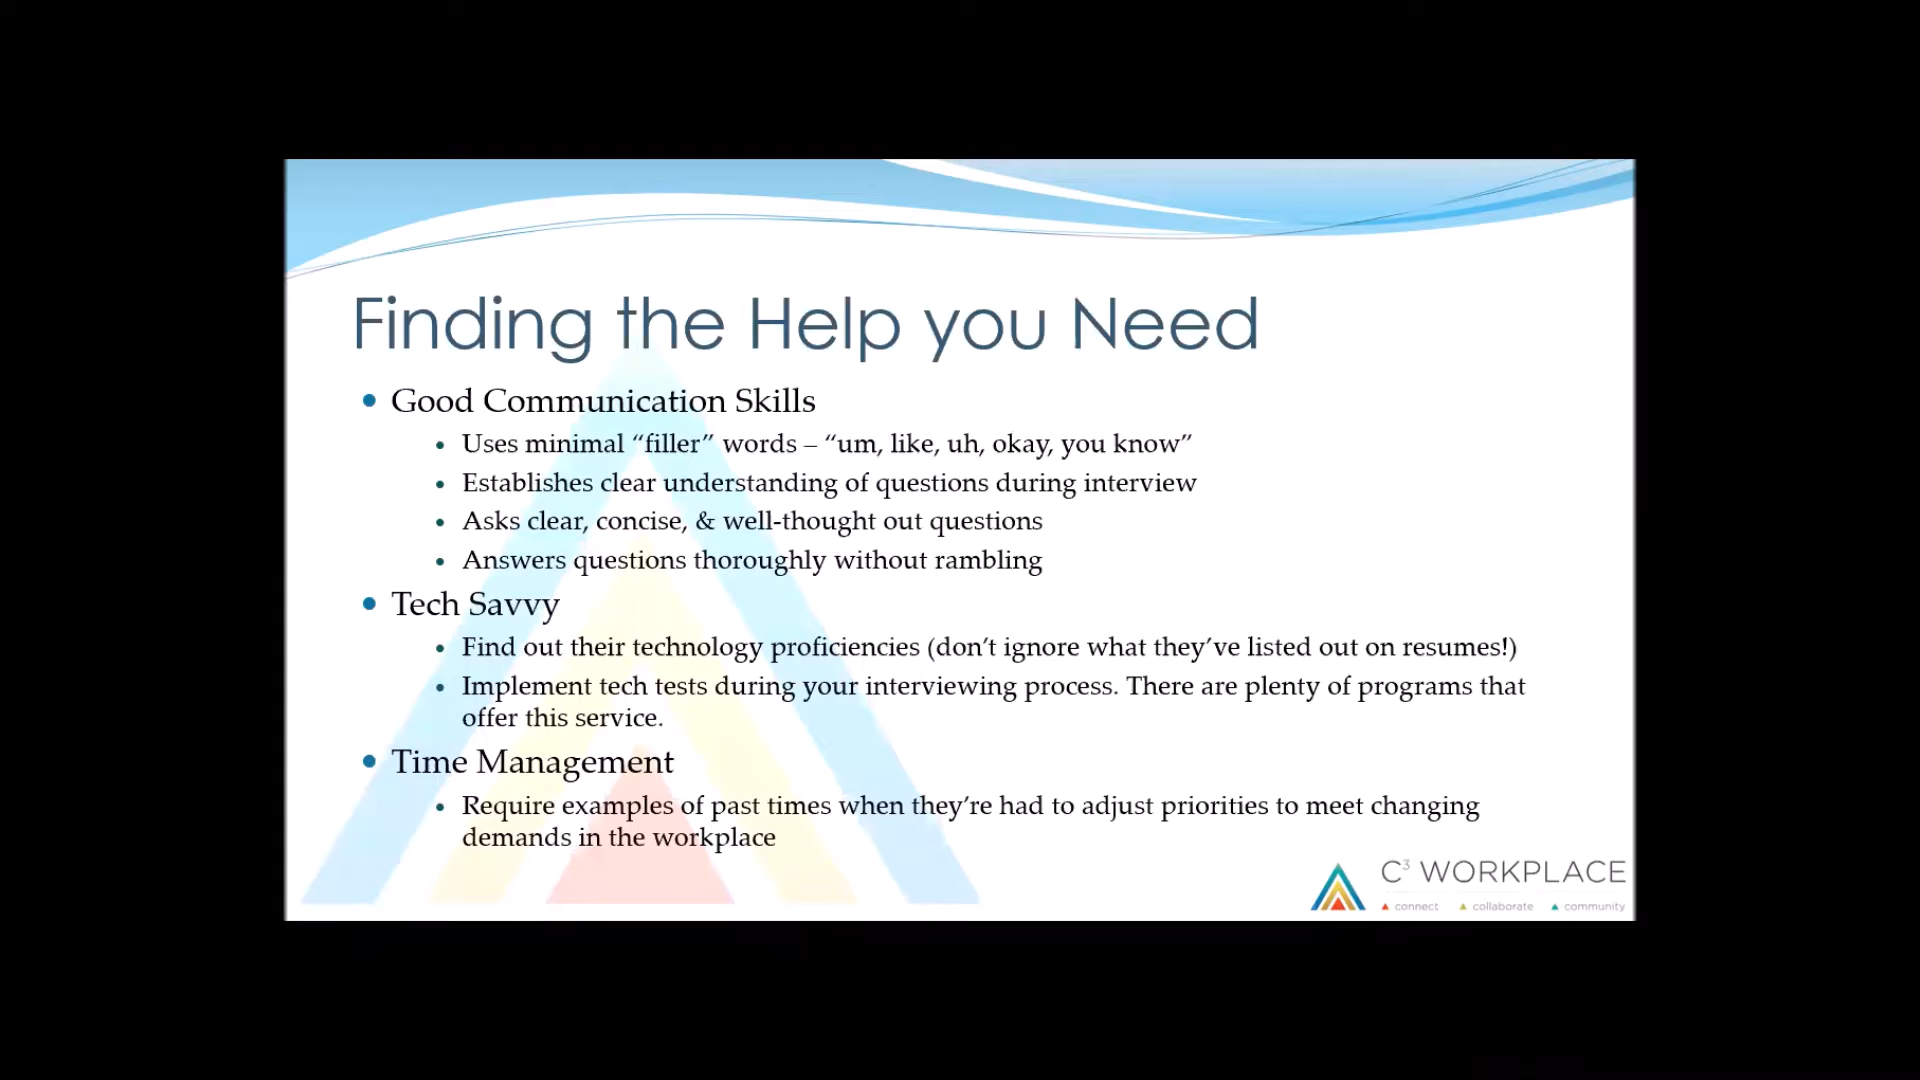 Finding the Help you Need
• Good Communication Skills
• Uses minimal “filler” words – “um, like, uh, okay, you know”
• Establishes clear understanding of questions during interview
• Asks clear, concise, & well-thought out questions
• Answers questions thoroughly without rambling
• Tech Savvy
• Find out their technology proficiencies (don’t ignore what they’ve listed out on resumes!)
• Implement tech tests during your interviewing process. There are plenty of programs that
offer this service.
• Time Management
• Require examples of past times when they’re had to adjust priorities to meet changing
demands in the workplace
C³ WORKPLACE
connect collaborate community